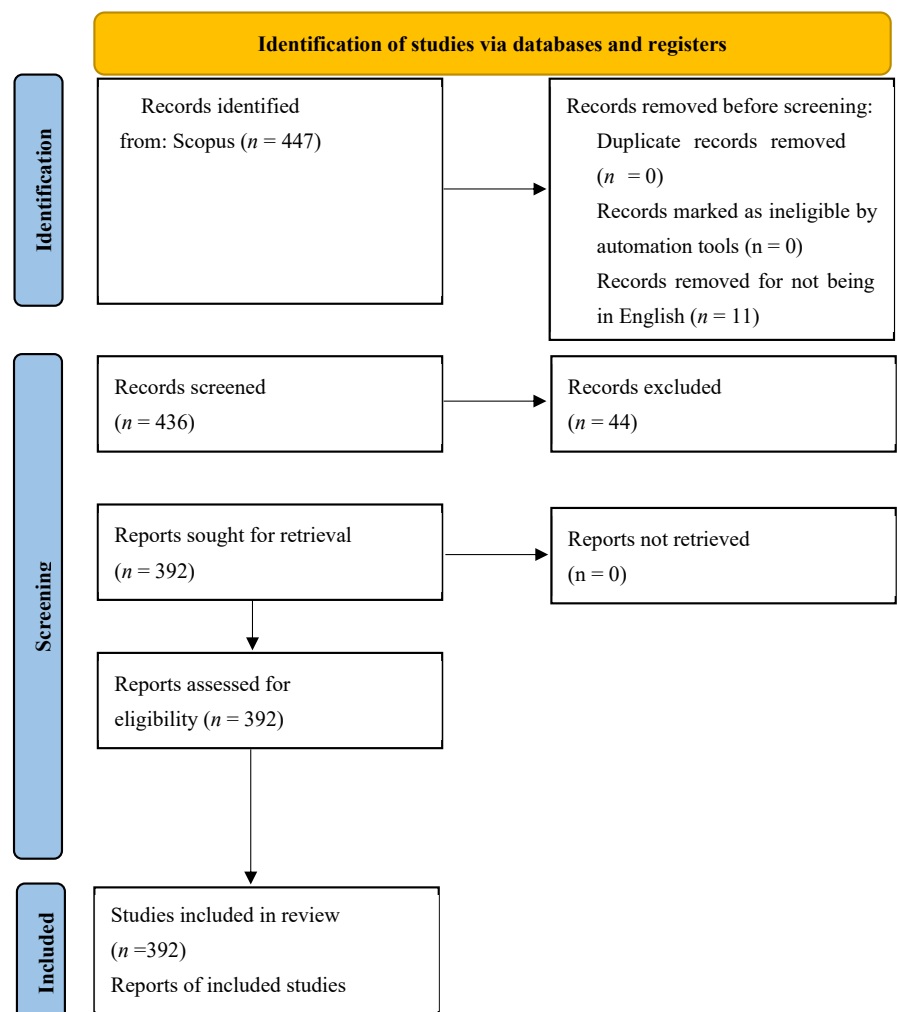 Identification of studies via databases and registers
Identification
Records identified
from: Scopus (n = 447)
Records removed before screening:
Duplicate records removed
(n = 0)
Records marked as ineligible by
automation tools (n = 0)
Records removed for not being
in English (n = 11)
Screening
Records screened
(n = 436)
Records excluded
(n = 44)
Reports sought for retrieval
(n = 392)
Reports not retrieved
(n = 0)
Reports assessed for
eligibility (n = 392)
Included
Studies included in review
(n =392)
Reports of included studies